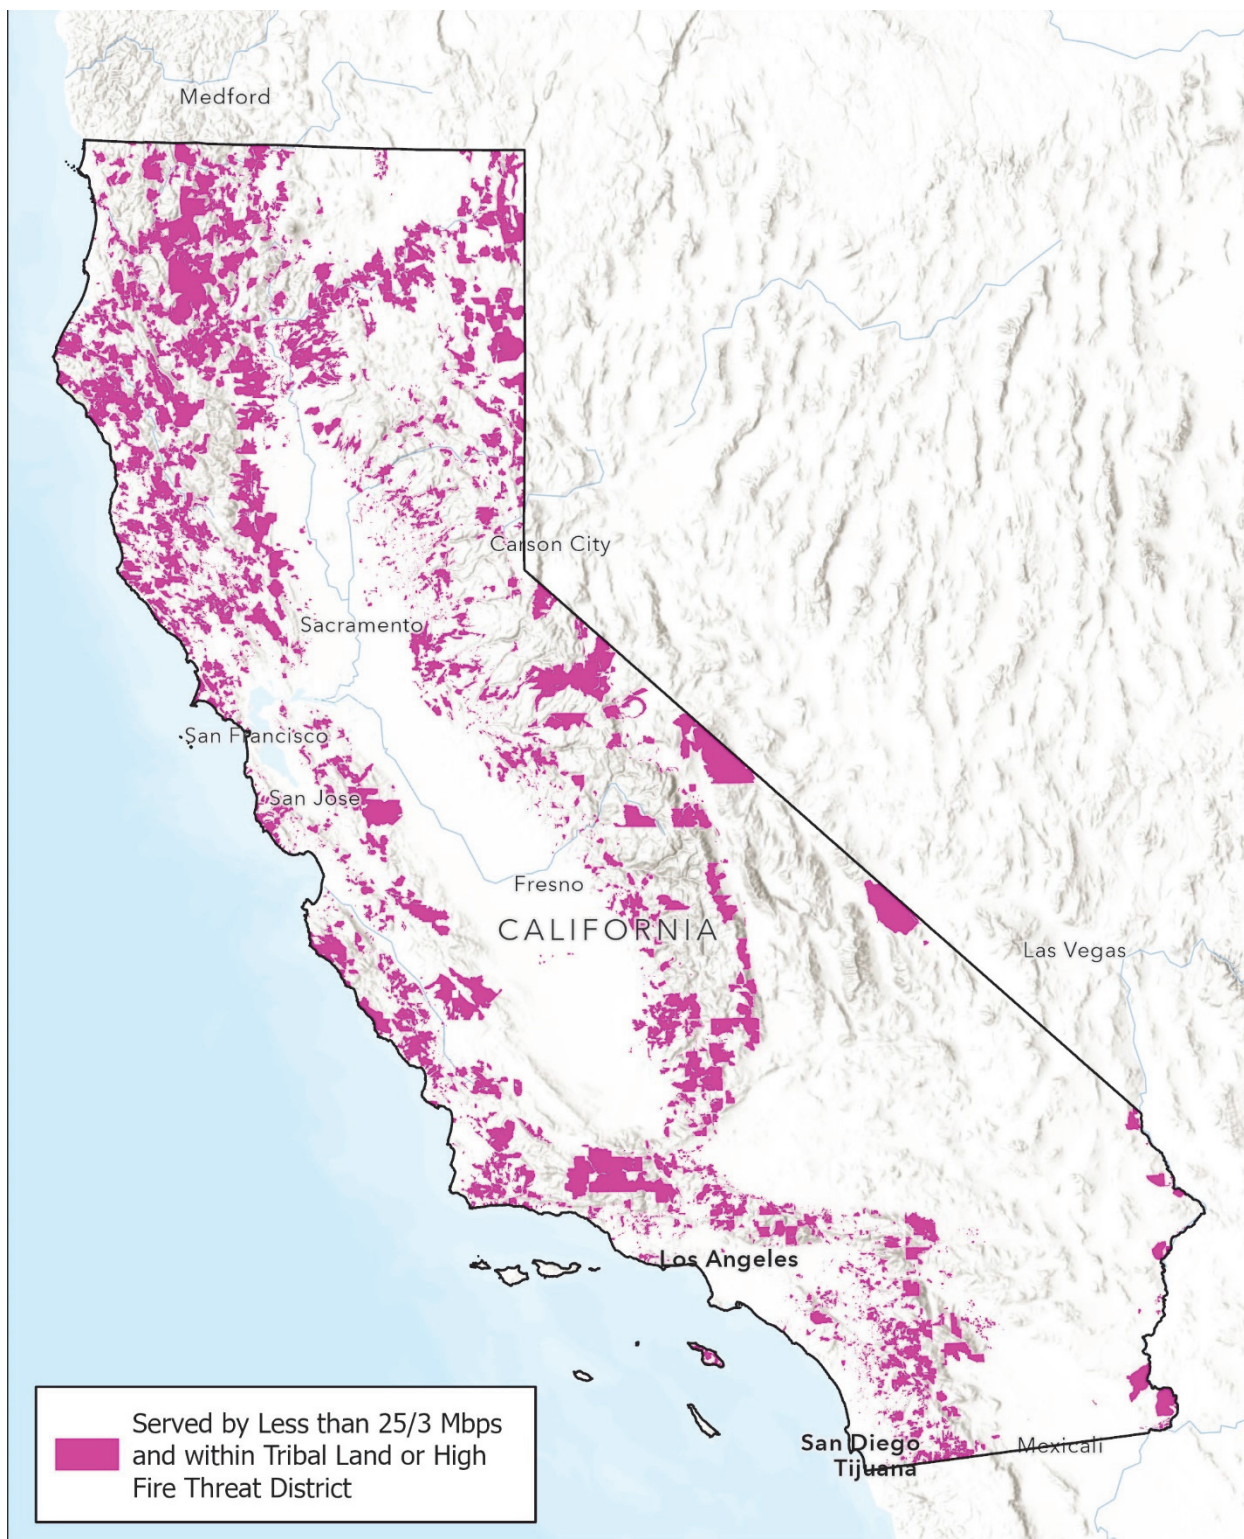 Medford
Carson City
Sacramento
San Francisco
San Jose
Fresno
CALIFORNIA
Las Vegas
Los Angeles
San Diego
Tijuana
Mexicali
Served by Less than 25/3 Mbps
and within Tribal Land or High
Fire Threat District